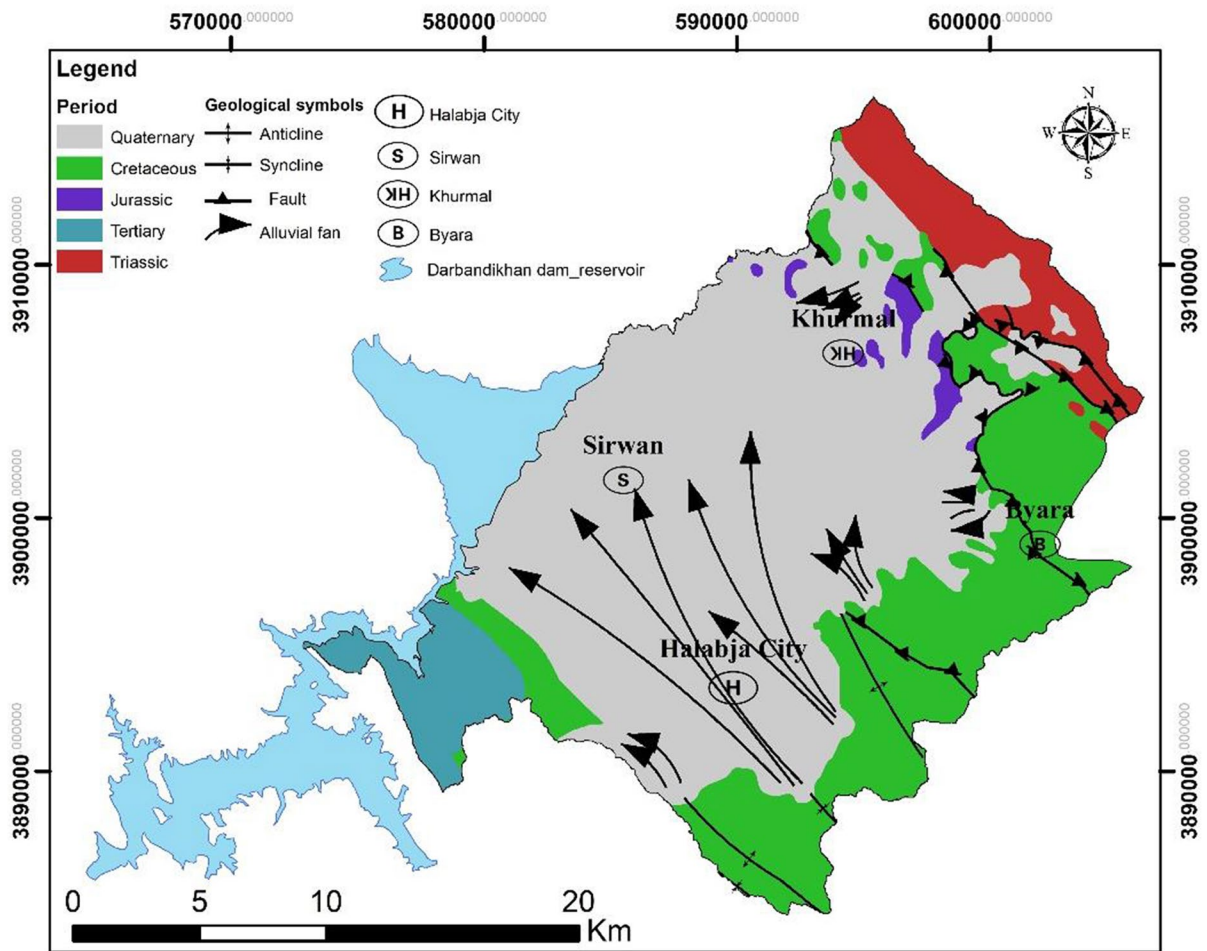 570000.000000 580000.000000 590000.000000 600000.000000
Legend
Period
Quaternary
Cretaceous
Jurassic
Tertiary
Triassic
Geological symbols
Anticline
Syncline
Fault
Alluvial fan
H Halabja City
S Sirwan
HK Khurmal
B Byara
Darbandikhan dam_reservoir
N
W E
S
3910000.000000
3900000.000000
3890000.000000
3910000.000000
3900000.000000
3890000.000000
Khurmal
HK
Sirwan
S
Byara
B
Halabja City
H
0 5 10 20
Km